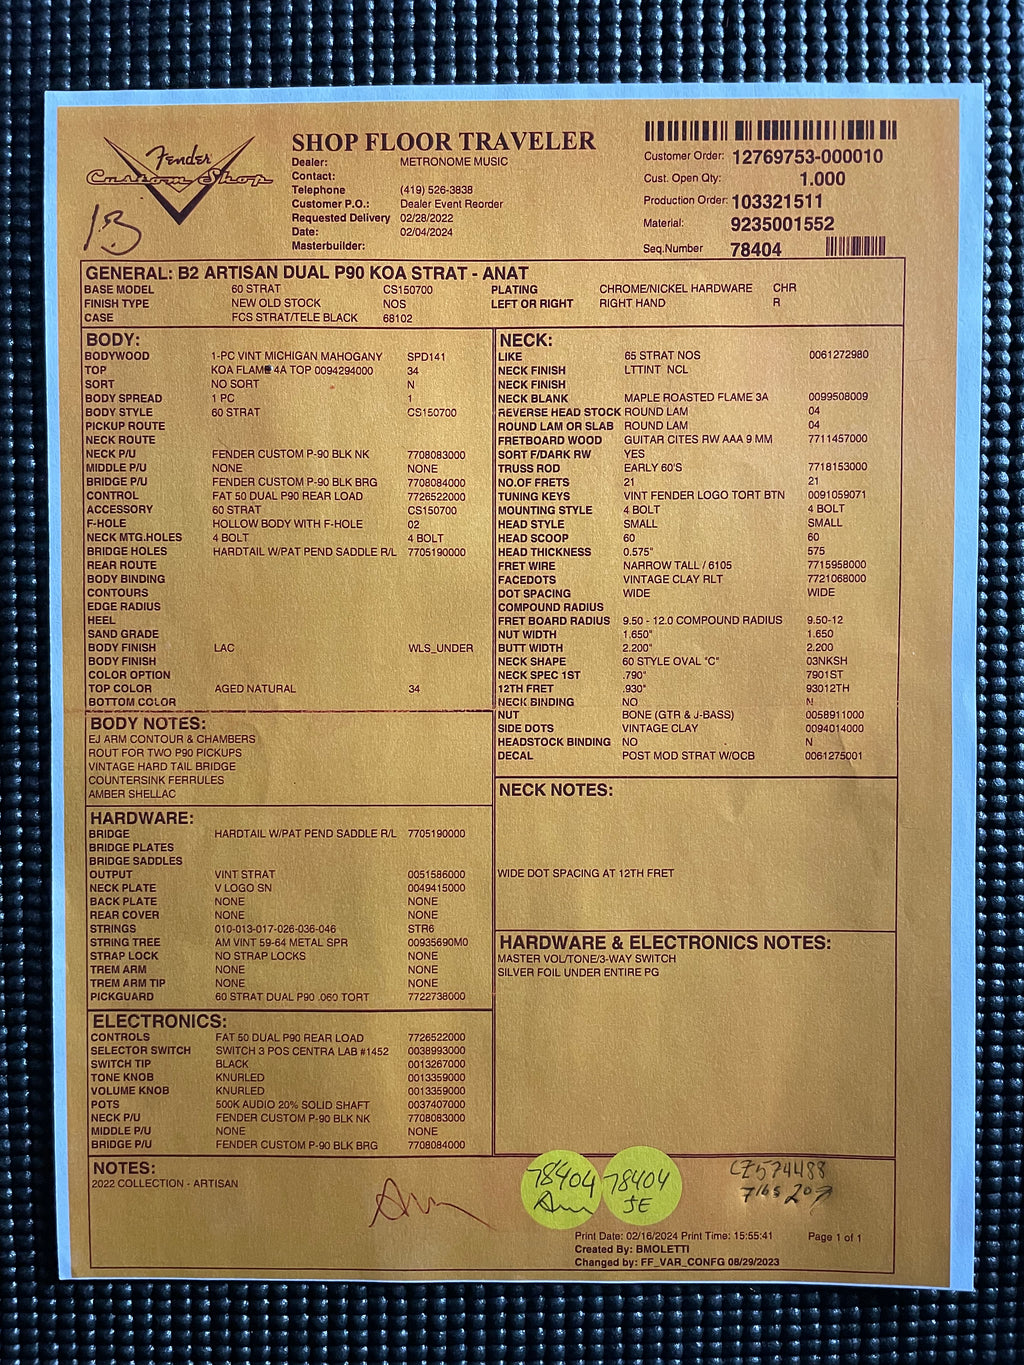 Fender
Custom Shop
13
SHOP FLOOR TRAVELER
Dealer: METRONOME MUSIC
Contact:
Telephone (419) 526-3838
Customer P.O.: Dealer Event Reorder
Requested Delivery 02/28/2022
Date: 02/04/2024
Masterbuilder:
Customer Order: 12769753-000010
Cust. Open Qty: 1.000
Production Order: 103321511
Material: 9235001552
Seq.Number 78404
GENERAL: B2 ARTISAN DUAL P90 KOA STRAT - ANAT
BASE MODEL 60 STRAT CS150700 PLATING CHROME/NICKEL HARDWARE CHR
FINISH TYPE NEW OLD STOCK NOS LEFT OR RIGHT RIGHT HAND R
CASE FCS STRAT/TELE BLACK 68102
BODY:
BODYWOOD 1-PC VINT MICHIGAN MAHOGANY SPD141
TOP KOA FLAME 4A TOP 0094294000 34
SORT NO SORT N
BODY SPREAD 1 PC 1
BODY STYLE 60 STRAT CS150700
PICKUP ROUTE
NECK ROUTE
NECK P/U FENDER CUSTOM P-90 BLK NK 7708083000
MIDDLE P/U NONE NONE
BRIDGE P/U FENDER CUSTOM P-90 BLK BRG 7708084000
CONTROL FAT 50 DUAL P90 REAR LOAD 7726522000
ACCESSORY 60 STRAT CS150700
F-HOLE HOLLOW BODY WITH F-HOLE 02
NECK MTG.HOLES 4 BOLT 4 BOLT
BRIDGE HOLES HARDTAIL W/PAT PEND SADDLE R/L 7705190000
REAR ROUTE
BODY BINDING
CONTOURS
EDGE RADIUS
HEEL
SAND GRADE
BODY FINISH LAC WLS_UNDER
BODY FINISH
COLOR OPTION
TOP COLOR AGED NATURAL 34
BOTTOM COLOR
BODY NOTES:
EJ ARM CONTOUR & CHAMBERS
ROUT FOR TWO P90 PICKUPS
VINTAGE HARD TAIL BRIDGE
COUNTERSINK FERRULES
AMBER SHELLAC
HARDWARE:
BRIDGE HARDTAIL W/PAT PEND SADDLE R/L 7705190000
BRIDGE PLATES
BRIDGE SADDLES
OUTPUT VINT STRAT 0051586000
NECK PLATE V LOGO SN 0049415000
BACK PLATE NONE NONE
REAR COVER NONE NONE
STRINGS 010-013-017-026-036-046 STR6
STRING TREE AM VINT 59-64 METAL SPR 00935690M0
STRAP LOCK NO STRAP LOCKS NONE
TREM ARM NONE NONE
TREM ARM TIP NONE NONE
PICKGUARD 60 STRAT DUAL P90 .060 TORT 7722738000
ELECTRONICS:
CONTROLS FAT 50 DUAL P90 REAR LOAD 7726522000
SELECTOR SWITCH SWITCH 3 POS CENTRA LAB #1452 0038993000
SWITCH TIP BLACK 0013267000
TONE KNOB KNURLED 0013359000
VOLUME KNOB KNURLED 0013359000
POTS 500K AUDIO 20% SOLID SHAFT 0037407000
NECK P/U FENDER CUSTOM P-90 BLK NK 7708083000
MIDDLE P/U NONE NONE
BRIDGE P/U FENDER CUSTOM P-90 BLK BRG 7708084000
NECK:
LIKE 65 STRAT NOS 0061272980
NECK FINISH LTTINT NCL
NECK FINISH
NECK BLANK MAPLE ROASTED FLAME 3A 0099508009
REVERSE HEAD STOCK ROUND LAM 04
ROUND LAM OR SLAB ROUND LAM 04
FRETBOARD WOOD GUITAR CITES RW AAA 9 MM 7711457000
SORT F/DARK RW YES
TRUSS ROD EARLY 60'S 7718153000
NO.OF FRETS 21 21
TUNING KEYS VINT FENDER LOGO TORT BTN 0091059071
MOUNTING STYLE 4 BOLT 4 BOLT
HEAD STYLE SMALL SMALL
HEAD SCOOP 60 60
HEAD THICKNESS 0.575" 575
FRET WIRE NARROW TALL / 6105 7715958000
FACEDOTS VINTAGE CLAY RLT 7721068000
DOT SPACING WIDE WIDE
COMPOUND RADIUS
FRET BOARD RADIUS 9.50 - 12.0 COMPOUND RADIUS 9.50-12
NUT WIDTH 1.650" 1.650
BUTT WIDTH 2.200" 2.200
NECK SHAPE 60 STYLE OVAL "C" 03NKSH
NECK SPEC 1ST .790" 7901ST
12TH FRET .930" 93012TH
NECK BINDING NO N
NUT BONE (GTR & J-BASS) 0058911000
SIDE DOTS VINTAGE CLAY 0094014000
HEADSTOCK BINDING NO N
DECAL POST MOD STRAT W/OCB 0061275001
NECK NOTES:
WIDE DOT SPACING AT 12TH FRET
HARDWARE & ELECTRONICS NOTES:
MASTER VOL/TONE/3-WAY SWITCH
SILVER FOIL UNDER ENTIRE PG
NOTES:
2022 COLLECTION - ARTISAN
78404
78404
JE
CZ574488
Print Date: 02/16/2024 Print Time: 15:55:41 Page 1 of 1
Created By: BMOLETTI
Changed by: FF_VAR_CONFG 08/29/2023